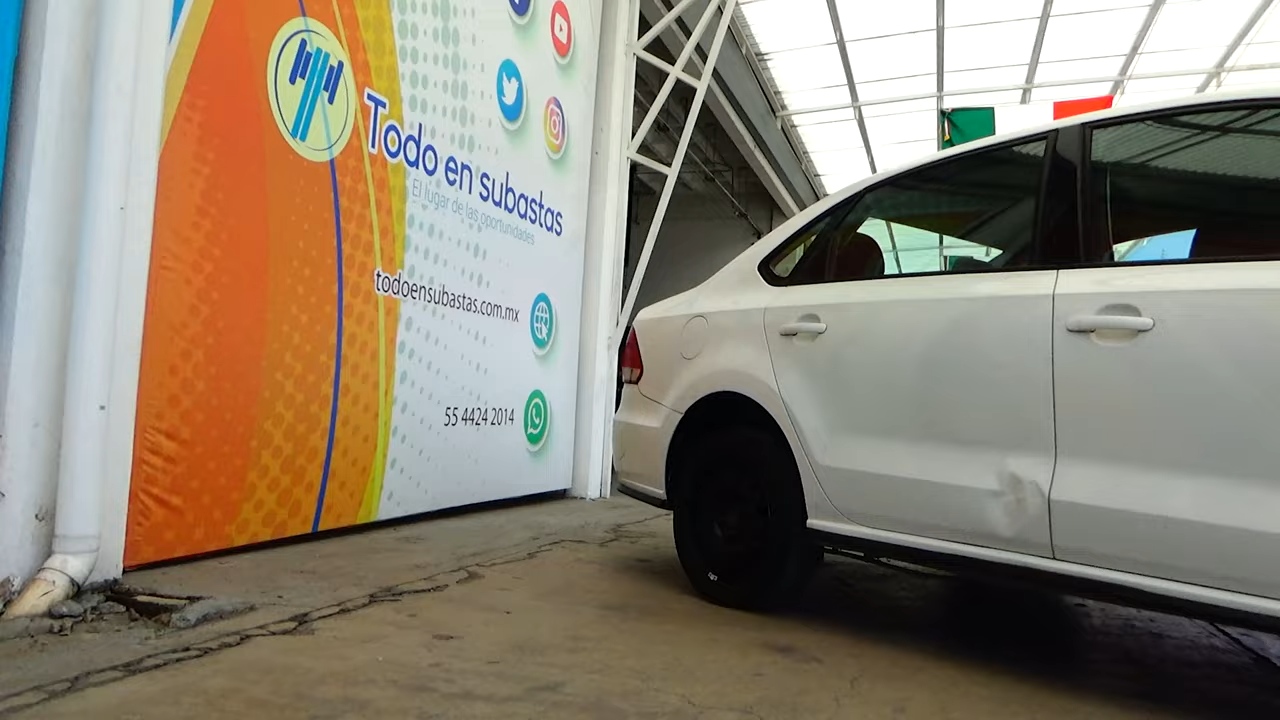 Todo en subastas
El lugar de las oportunidades
todoensubastas.com.mx
55 4424 2014